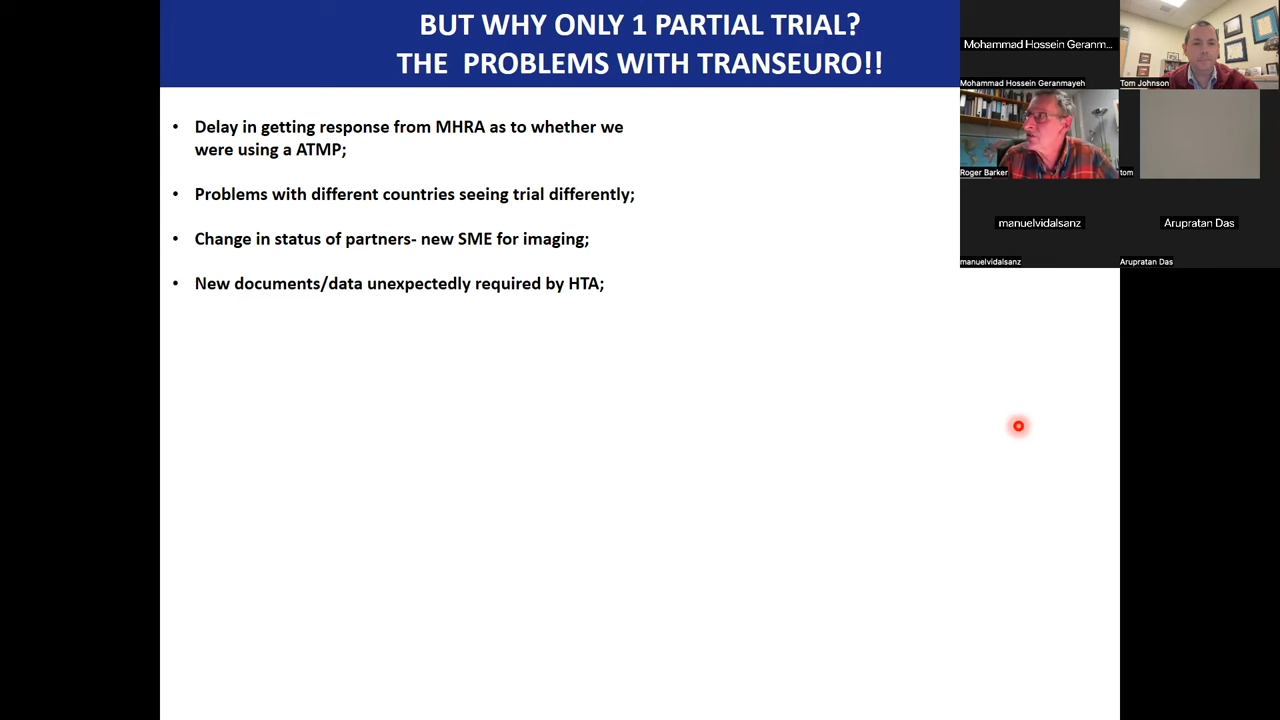 BUT WHY ONLY 1 PARTIAL TRIAL?
THE PROBLEMS WITH TRANSEURO!!
• Delay in getting response from MHRA as to whether we
were using a ATMP;
• Problems with different countries seeing trial differently;
• Change in status of partners- new SME for imaging;
• New documents/data unexpectedly required by HTA;
Mohammad Hossein Geranm...
Mohammad Hossein Geranmayeh
Tom Johnson
Roger Barker
tom
manuelvidalsanz
manuelvidalsanz
Arupratan Das
Arupratan Das